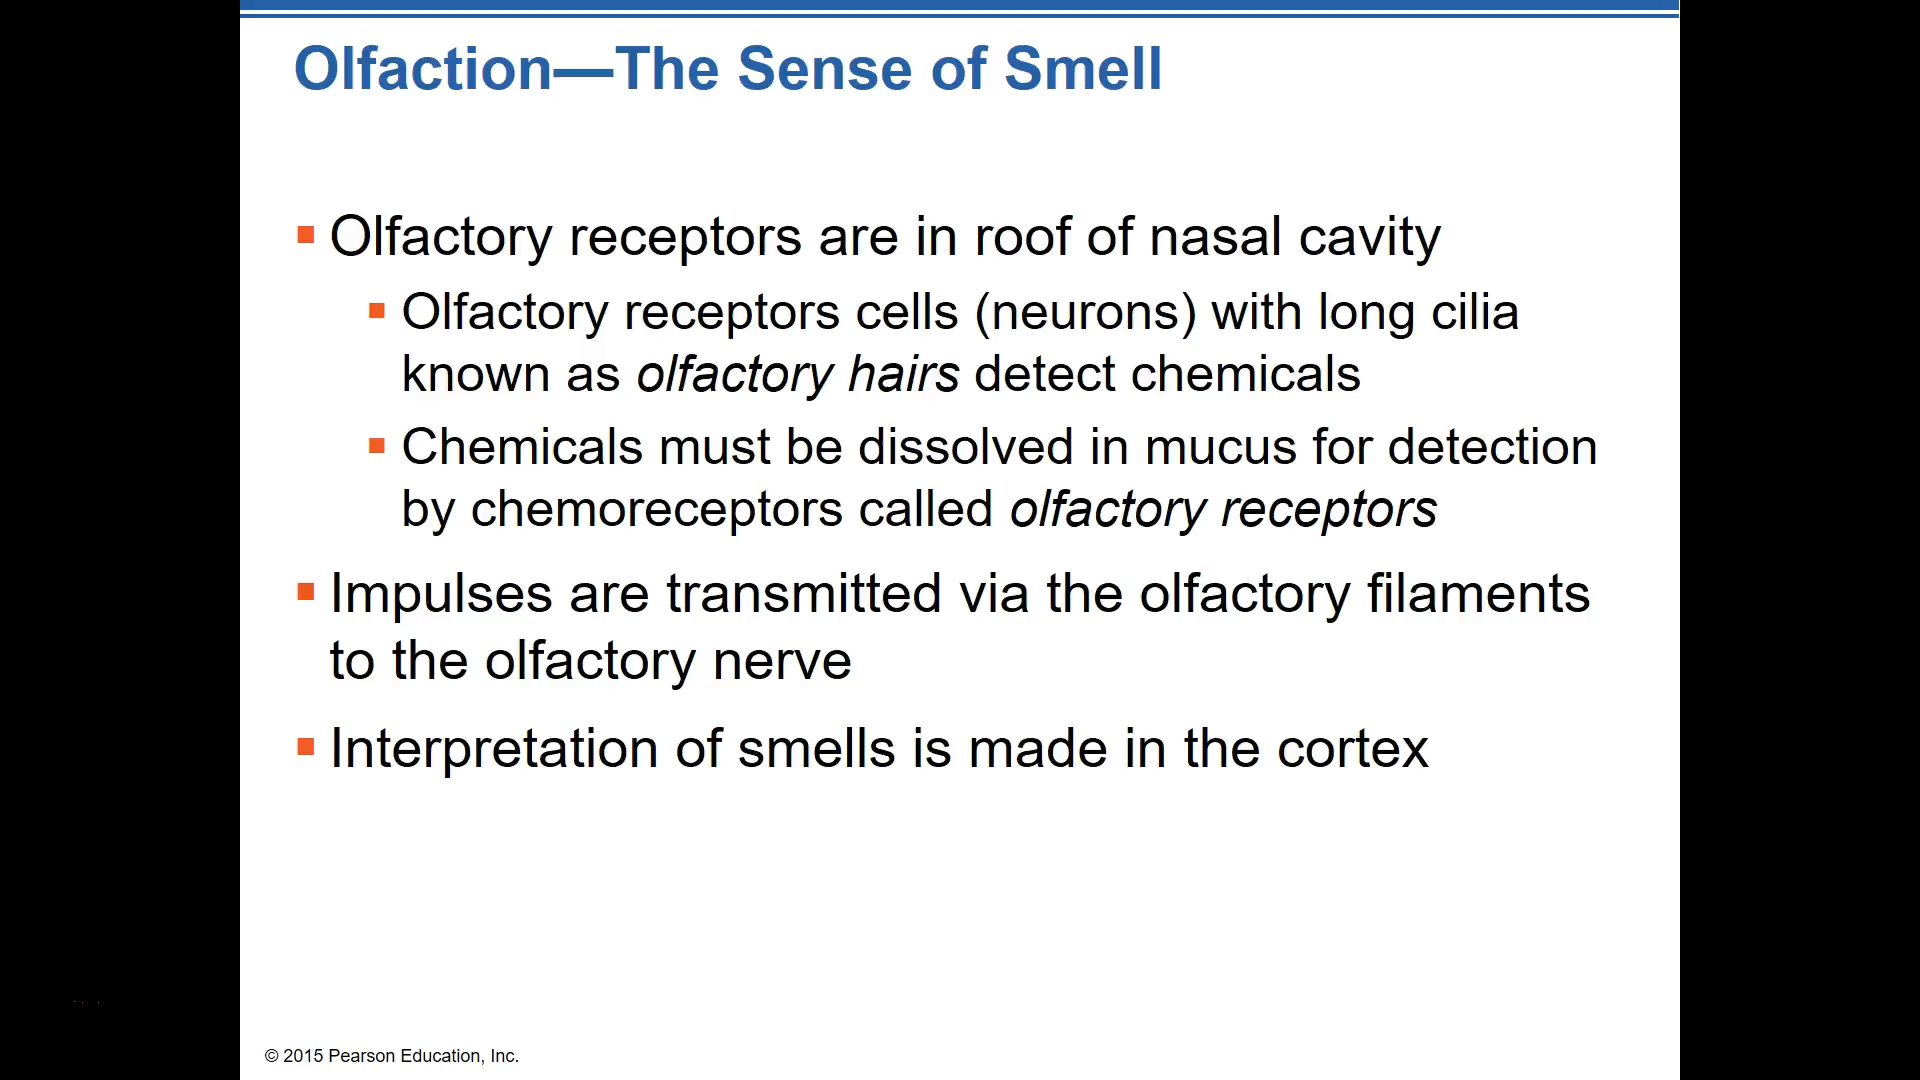 Olfaction—The Sense of Smell
Olfactory receptors are in roof of nasal cavity
Olfactory receptors cells (neurons) with long cilia
known as olfactory hairs detect chemicals
Chemicals must be dissolved in mucus for detection
by chemoreceptors called olfactory receptors
Impulses are transmitted via the olfactory filaments
to the olfactory nerve
Interpretation of smells is made in the cortex
© 2015 Pearson Education, Inc.